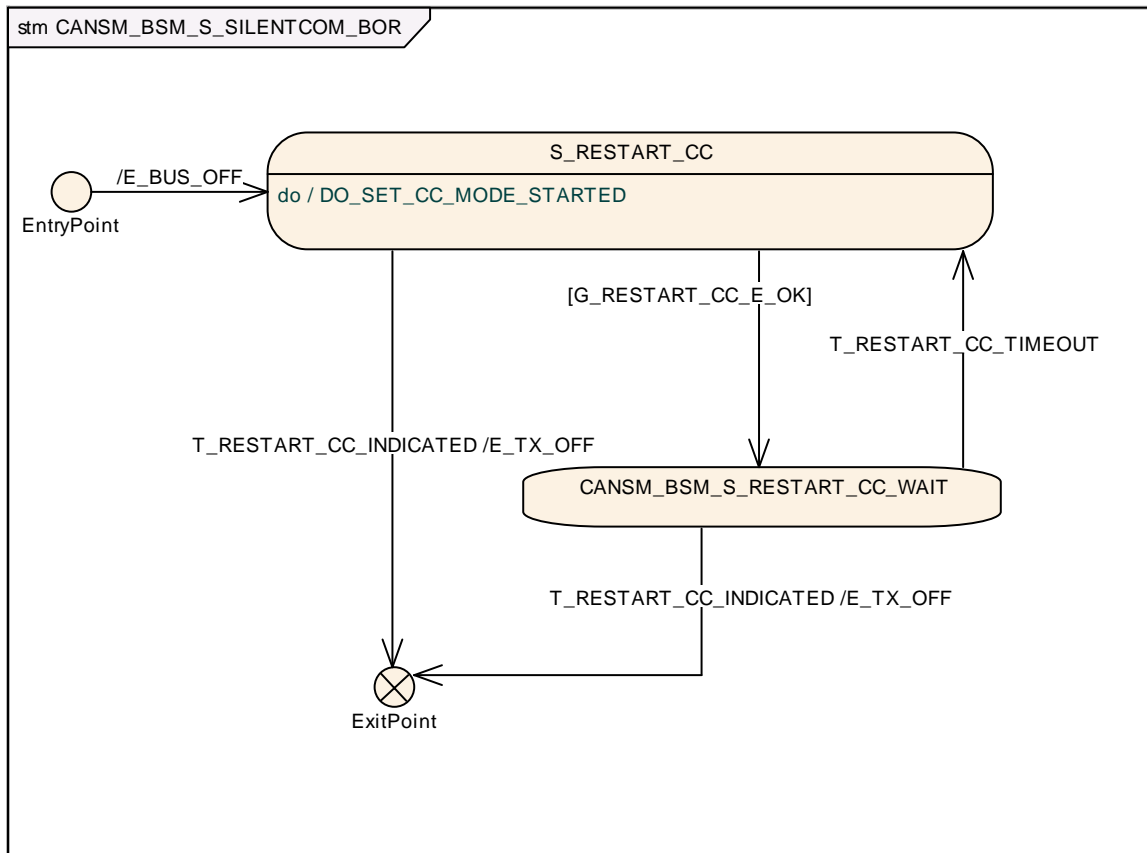 stm CANSM_BSM_S_SILENTCOM_BOR
S_RESTART_CC
/E_BUS_OFF
do / DO_SET_CC_MODE_STARTED
EntryPoint
[G_RESTART_CC_E_OK]
T_RESTART_CC_TIMEOUT
T_RESTART_CC_INDICATED /E_TX_OFF
CANSM_BSM_S_RESTART_CC_WAIT
T_RESTART_CC_INDICATED /E_TX_OFF
ExitPoint